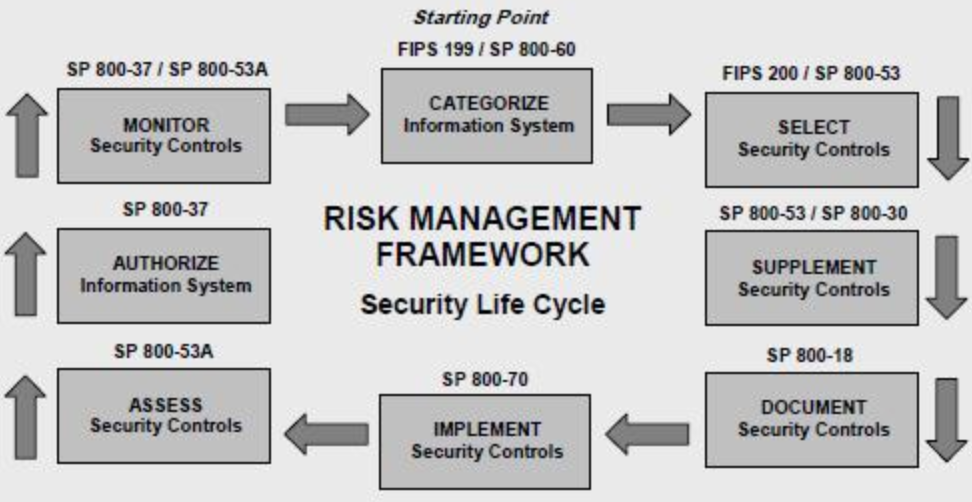 Starting Point
FIPS 199 / SP 800-60
CATEGORIZE
Information System
FIPS 200 / SP 800-53
SELECT
Security Controls
SP 800-53 / SP 800-30
SUPPLEMENT
Security Controls
SP 800-18
DOCUMENT
Security Controls
SP 800-70
IMPLEMENT
Security Controls
SP 800-53A
ASSESS
Security Controls
SP 800-37
AUTHORIZE
Information System
SP 800-37 / SP 800-53A
MONITOR
Security Controls
RISK MANAGEMENT
FRAMEWORK
Security Life Cycle